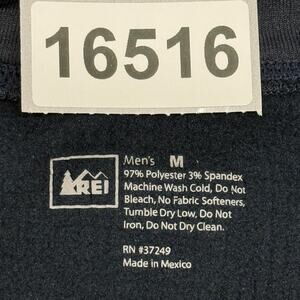 16516
REI
Men's M
97% Polyester 3% Spandex
Machine Wash Cold, Do Not
Bleach, No Fabric Softeners,
Tumble Dry Low, Do Not
Iron, Do Not Dry Clean.
RN #37249
Made in Mexico